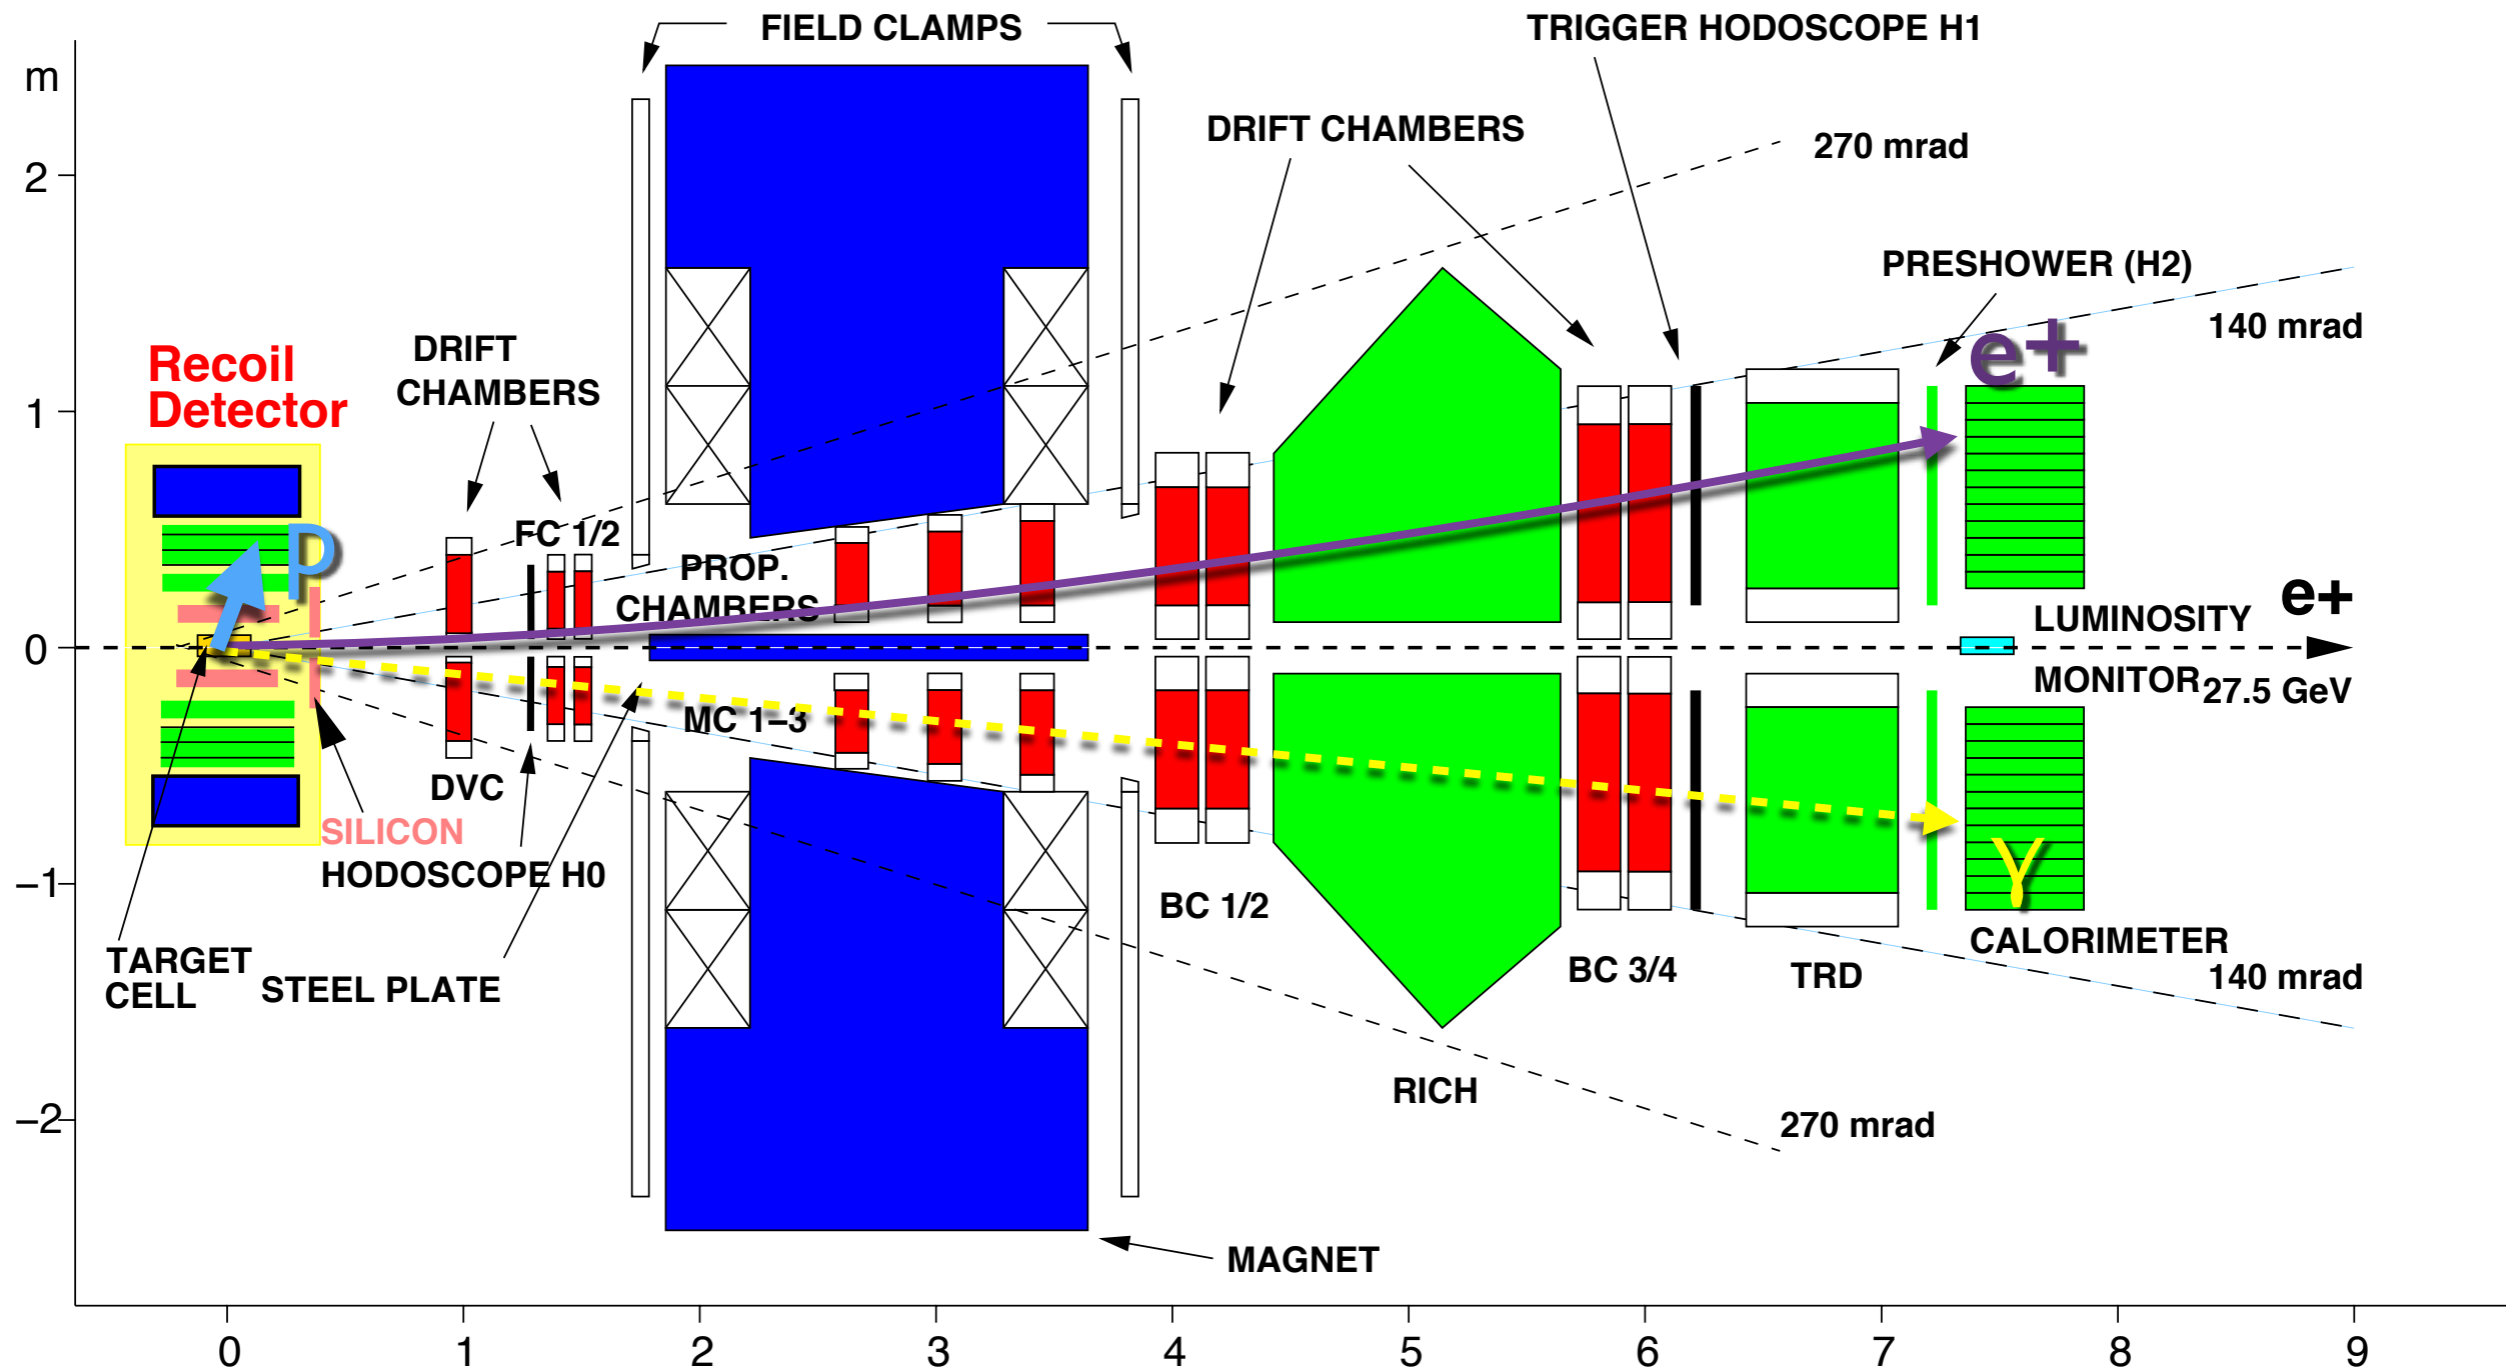 FIELD CLAMPS
TRIGGER HODOSCOPE H1
m
DRIFT CHAMBERS
270 mrad
2
PRESHOWER (H2)
140 mrad
e+
Recoil
Detector
DRIFT
CHAMBERS
1
p
FC 1/2
PROP.
CHAMBERS
e+
LUMINOSITY
0
MONITOR
27.5 GeV
MC 1–3
DVC
SILICON
HODOSCOPE H0
γ
−1
BC 1/2
CALORIMETER
TARGET
CELL
STEEL PLATE
BC 3/4
TRD
140 mrad
RICH
270 mrad
−2
MAGNET
0 1 2 3 4 5 6 7 8 9